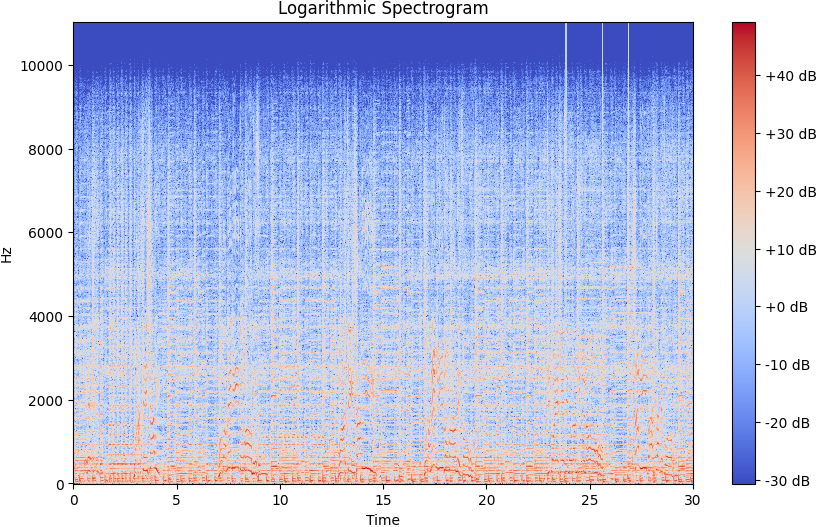 Logarithmic Spectrogram
Hz
10000
8000
6000
4000
2000
0
0 5 10 15 20 25 30
Time
+40 dB
+30 dB
+20 dB
+10 dB
+0 dB
-10 dB
-20 dB
-30 dB